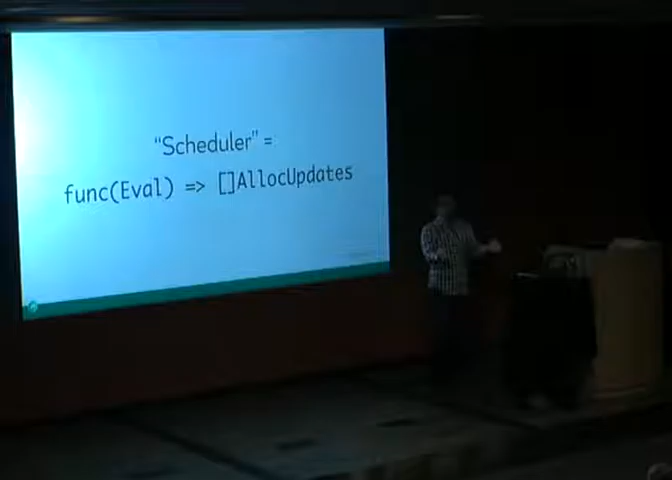 “Scheduler” =
func(Eval) => []AllocUpdates